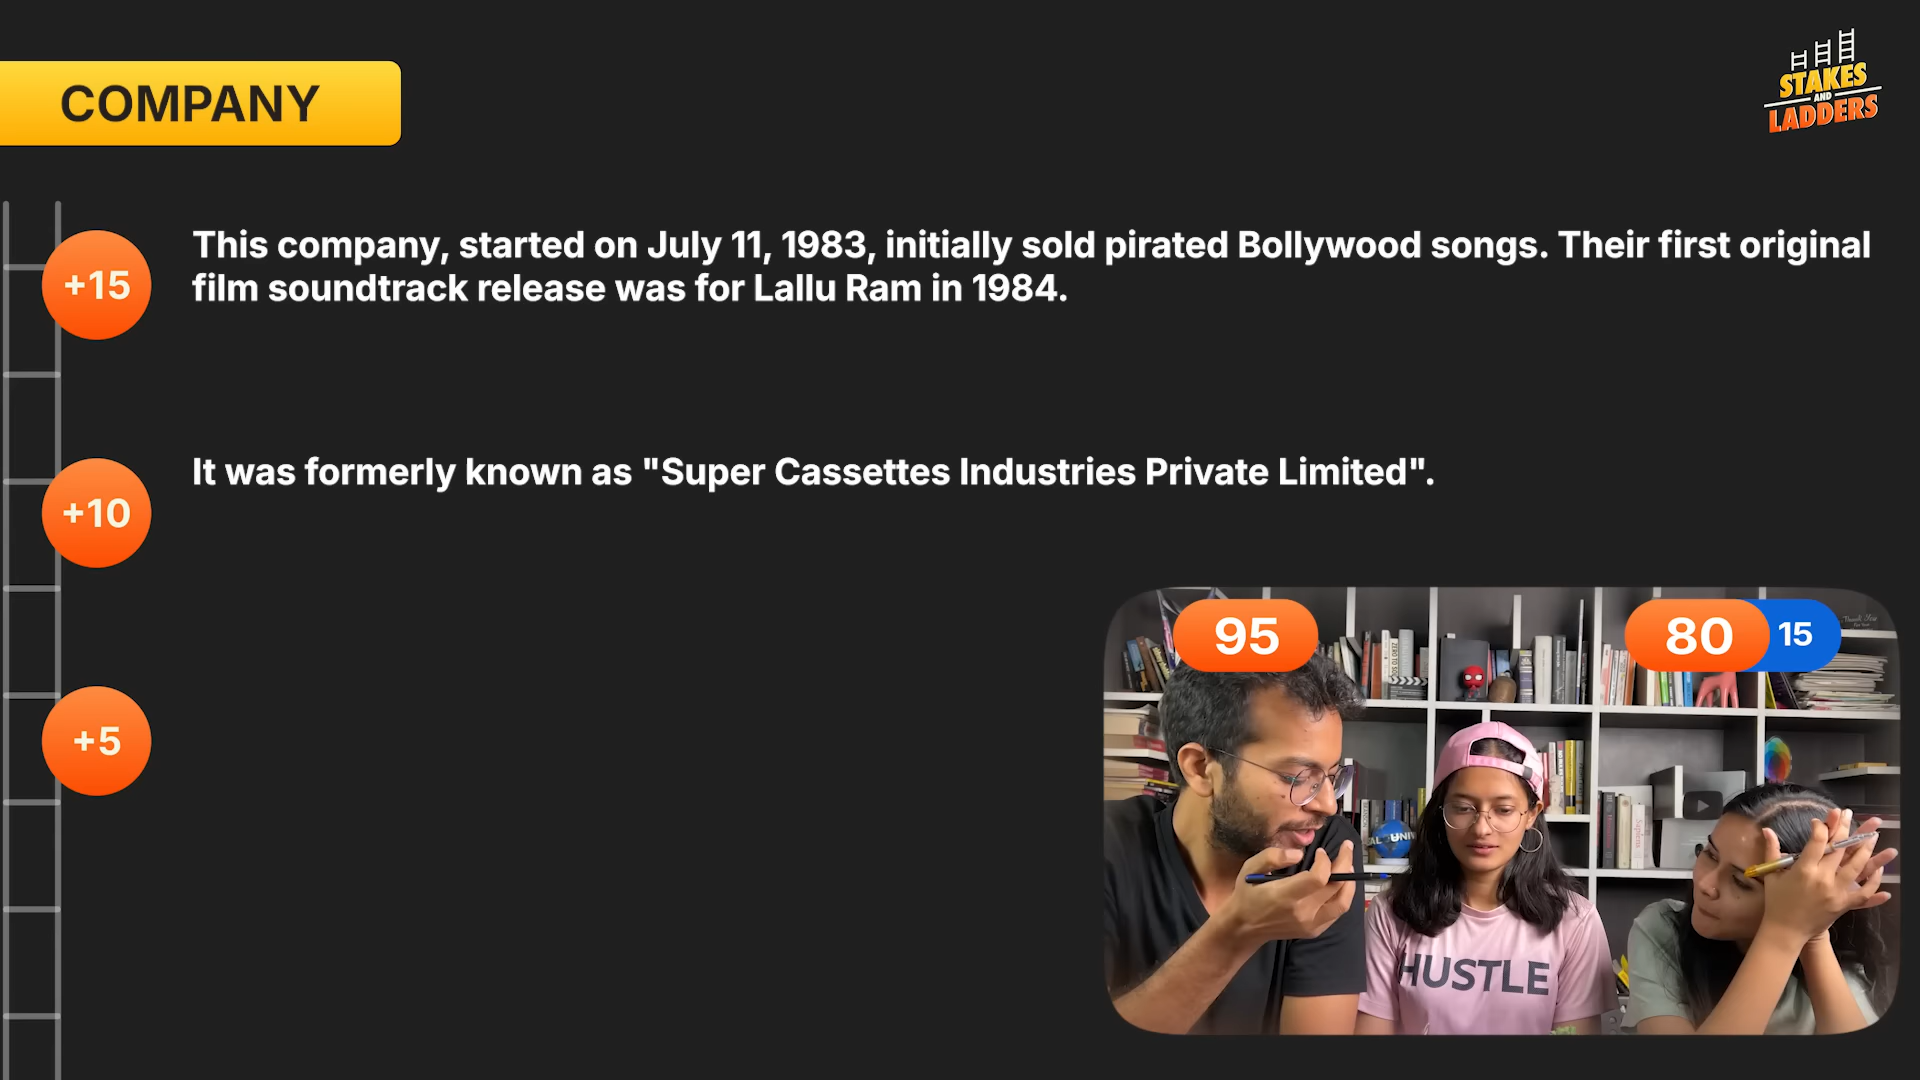 COMPANY
STAKES
AND
LADDERS
+15
This company, started on July 11, 1983, initially sold pirated Bollywood songs. Their first original
film soundtrack release was for Lallu Ram in 1984.
+10
It was formerly known as "Super Cassettes Industries Private Limited".
+5
95
80
15
HUSTLE